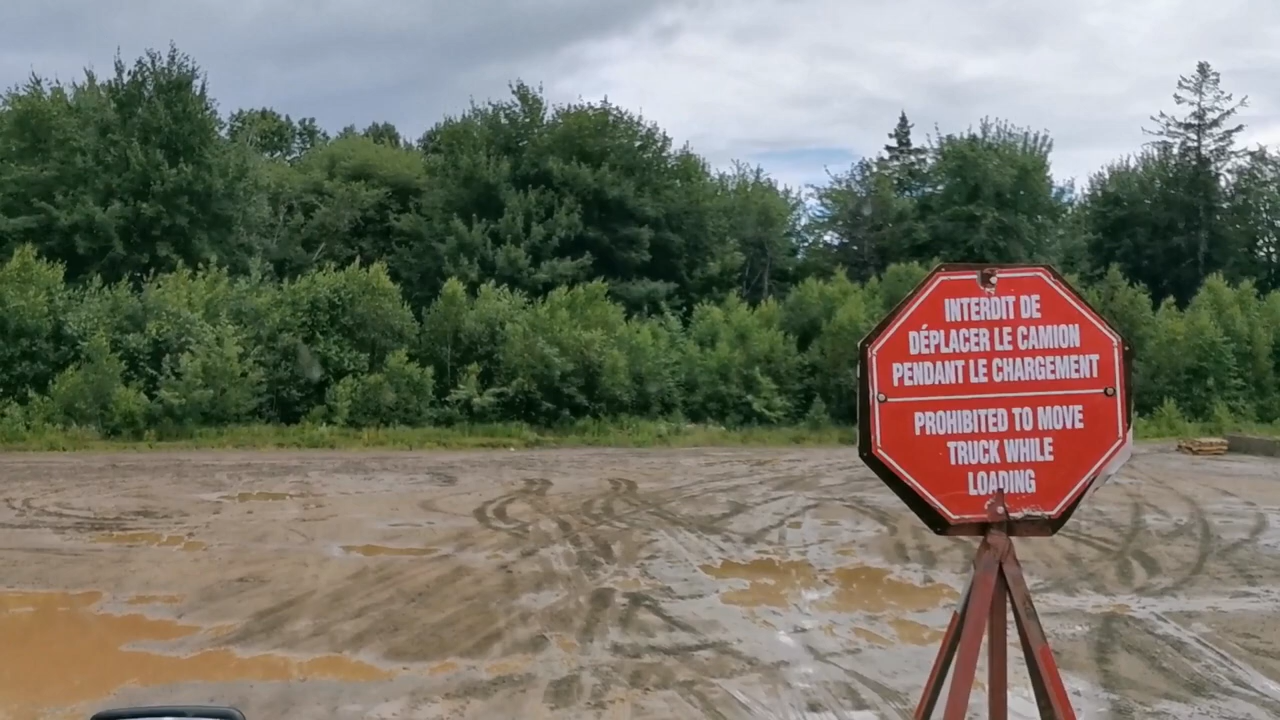 INTERDIT DE
DÉPLACER LE CAMION
PENDANT LE CHARGEMENT
PROHIBITED TO MOVE
TRUCK WHILE
LOADING